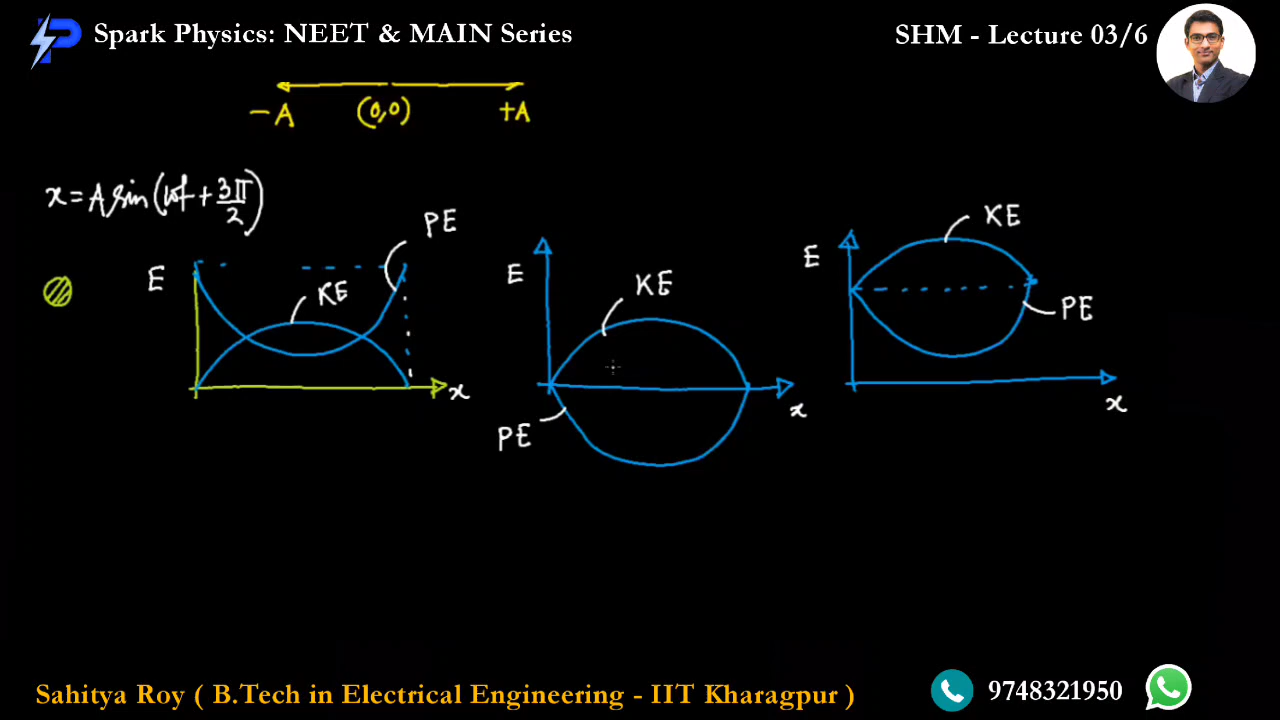 Spark Physics: NEET & MAIN Series
SHM - Lecture 03/6
-A (0,0) +A
x = A sin(ωt + 3π/2)
E
KE
PE
x
E
KE
PE
x
E
KE
PE
x
Sahitya Roy ( B.Tech in Electrical Engineering - IIT Kharagpur )
9748321950